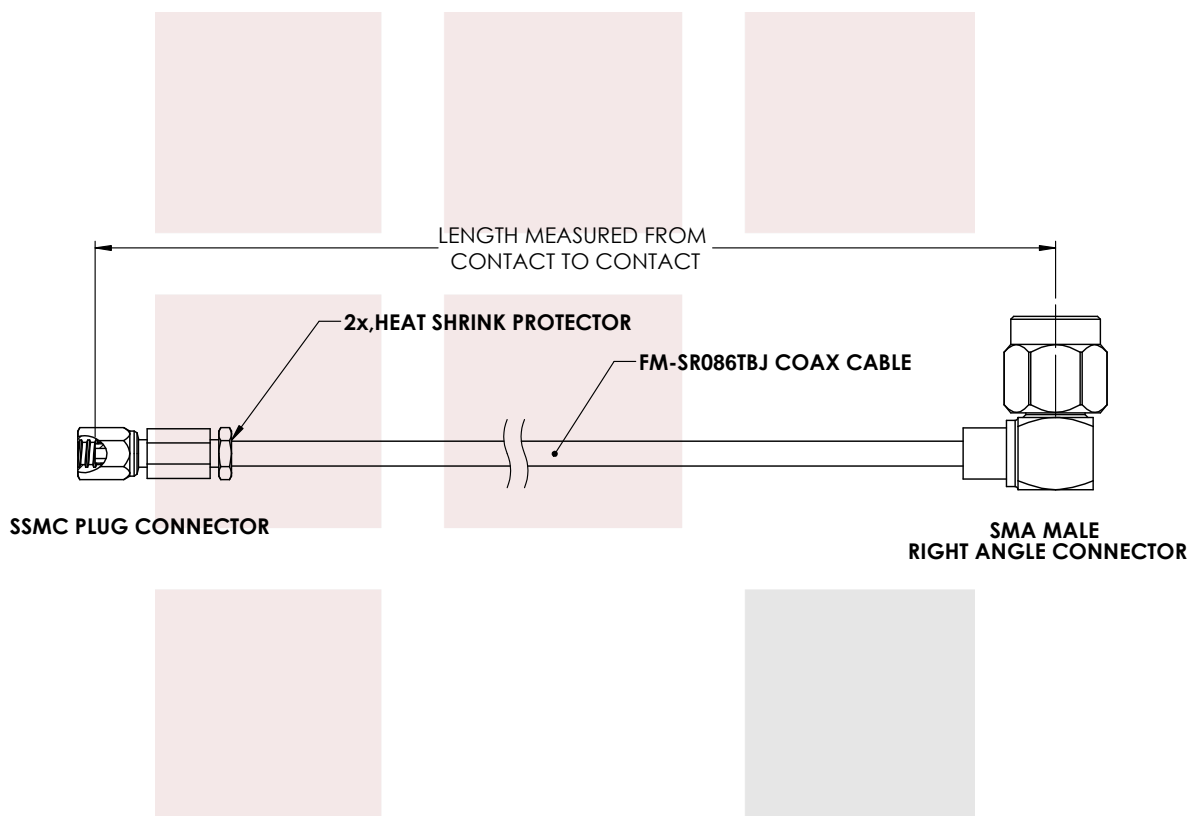 LENGTH MEASURED FROM
CONTACT TO CONTACT
2x,HEAT SHRINK PROTECTOR
FM-SR086TBJ COAX CABLE
SSMC PLUG CONNECTOR
SMA MALE
RIGHT ANGLE CONNECTOR